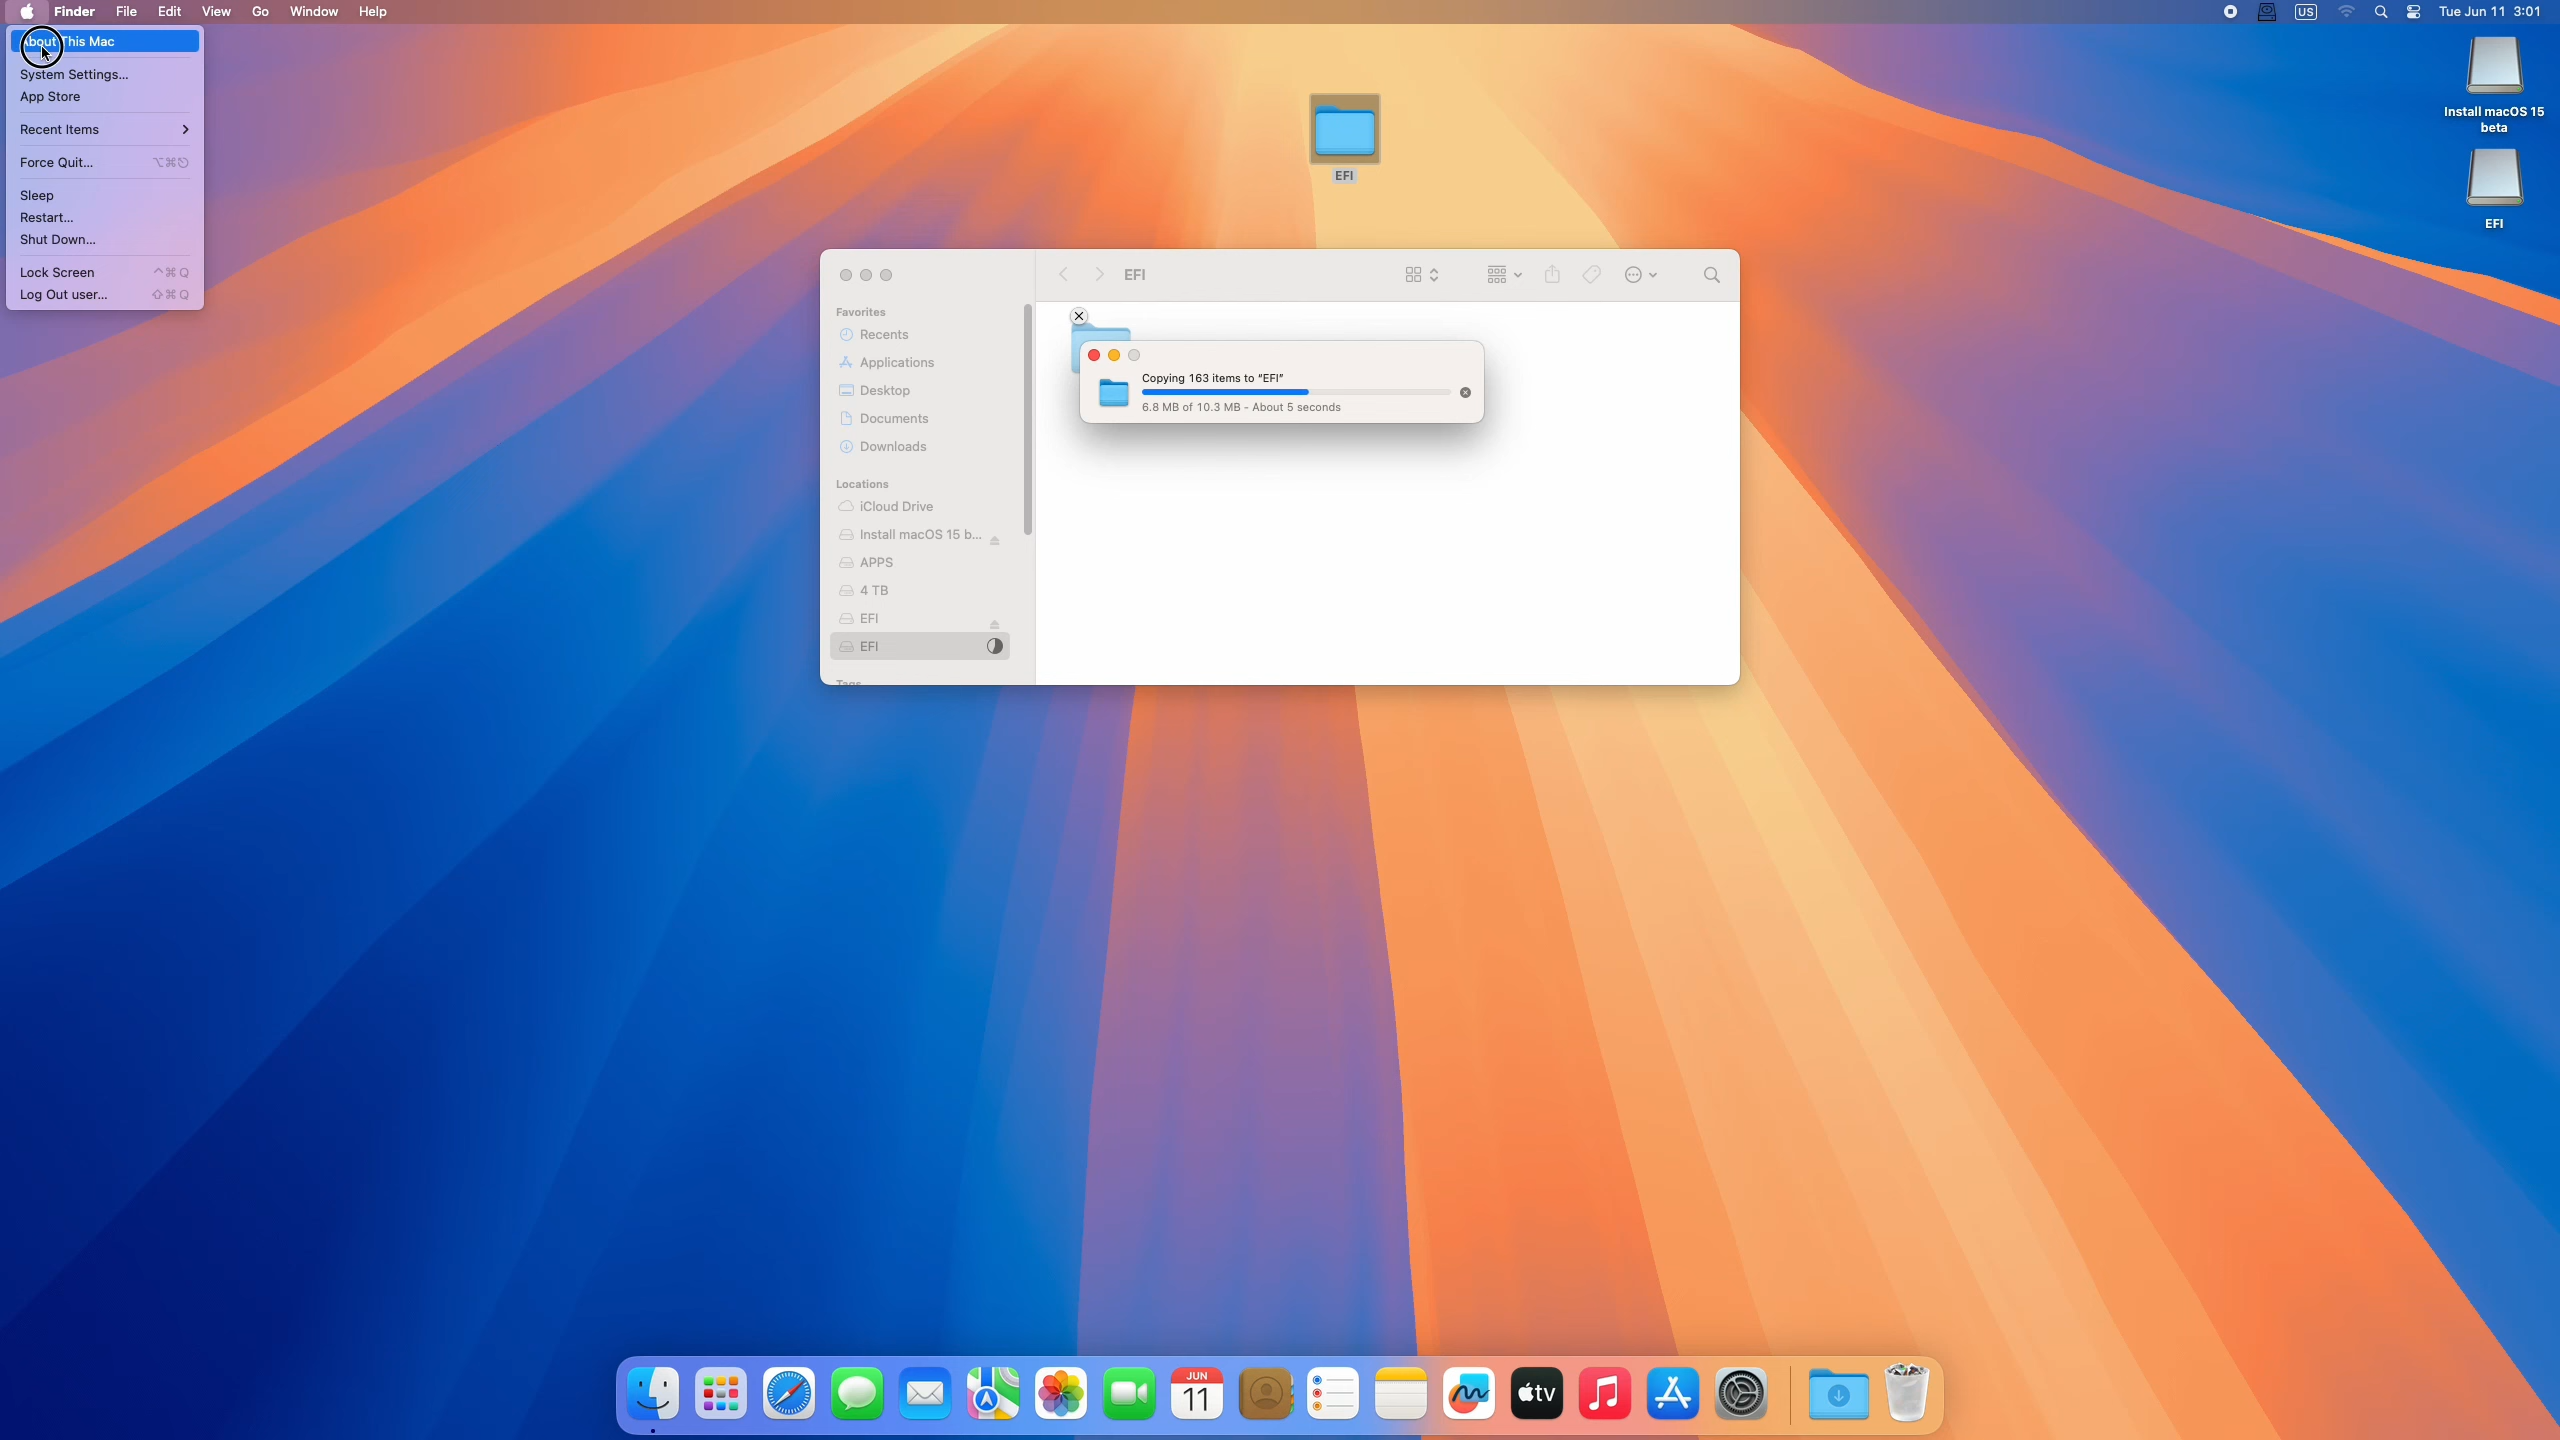 Finder File Edit View Go Window Help
US Tue Jun 11 3:01
About This Mac
System Settings...
App Store
Recent Items
Force Quit... ⌥⌘⎋
Sleep
Restart...
Shut Down...
Lock Screen ^⌘Q
Log Out user... ⇧⌘Q
EFI
Install macOS 15
beta
EFI
EFI
Favorites
Recents
Applications
Desktop
Documents
Downloads
Locations
iCloud Drive
Install macOS 15 b...
APPS
4 TB
EFI
EFI
Tags
Copying 163 items to “EFI”
6.8 MB of 10.3 MB - About 5 seconds
JUN
11
tv